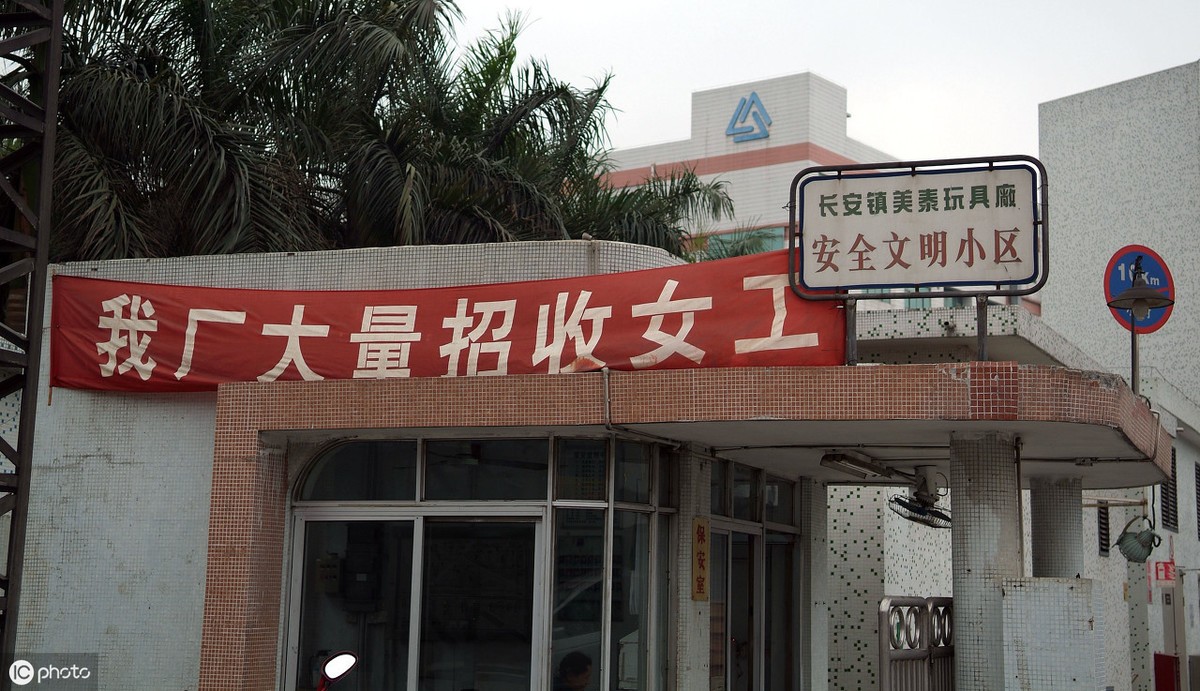 长安镇美泰玩具廠
安全文明小区
我厂大量招收女工
保安室
IC photo